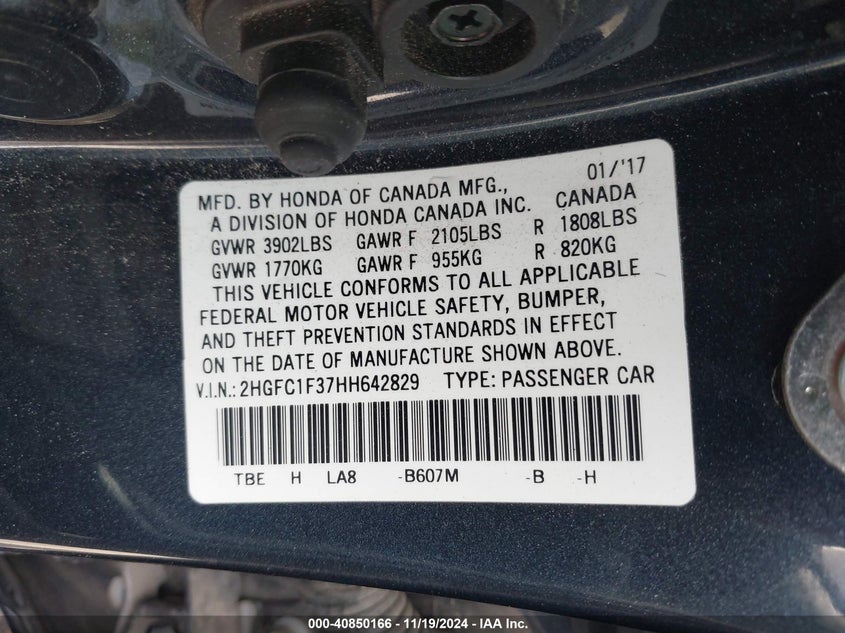 01/'17
MFD. BY HONDA OF CANADA MFG.,
A DIVISION OF HONDA CANADA INC. CANADA
GVWR 3902LBS GAWR F 2105LBS R 1808LBS
GVWR 1770KG GAWR F 955KG R 820KG
THIS VEHICLE CONFORMS TO ALL APPLICABLE
FEDERAL MOTOR VEHICLE SAFETY, BUMPER,
AND THEFT PREVENTION STANDARDS IN EFFECT
ON THE DATE OF MANUFACTURE SHOWN ABOVE.
V.I.N.: 2HGFC1F37HH642829 TYPE: PASSENGER CAR
TBE H LA8 -B607M -B -H
000-40850166 - 11/19/2024 - IAA Inc.